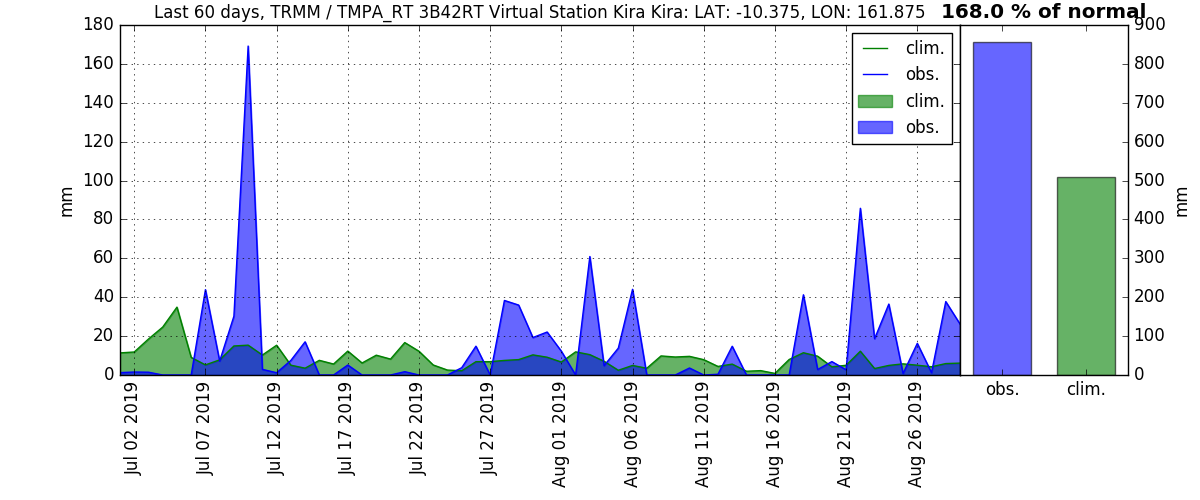 Last 60 days, TRMM / TMPA_RT 3B42RT Virtual Station Kira Kira: LAT: -10.375, LON: 161.875
168.0 % of normal
180
160
140
120
100
80
60
40
20
0
mm
clim.
obs.
clim.
obs.
900
800
700
600
500
400
300
200
100
0
mm
Jul 02 2019
Jul 07 2019
Jul 12 2019
Jul 17 2019
Jul 22 2019
Jul 27 2019
Aug 01 2019
Aug 06 2019
Aug 11 2019
Aug 16 2019
Aug 21 2019
Aug 26 2019
obs.
clim.